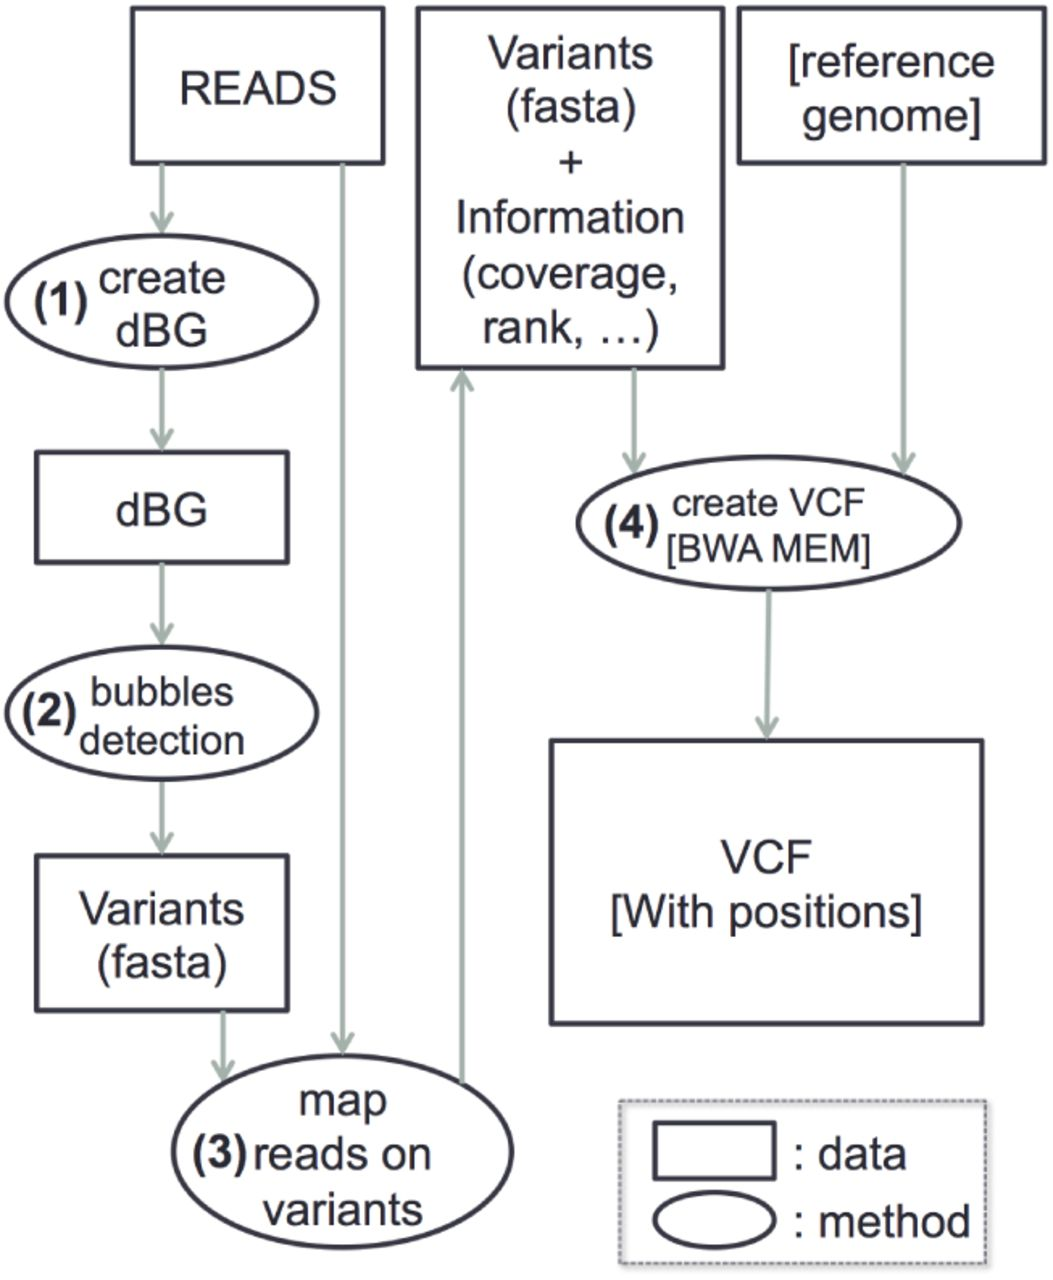 READS
(1) create
dBG
dBG
(2) bubbles
detection
Variants
(fasta)
map
(3) reads on
variants
Variants
(fasta)
+
Information
(coverage,
rank, …)
[reference
genome]
(4) create VCF
[BWA MEM]
VCF
[With positions]
: data
: method